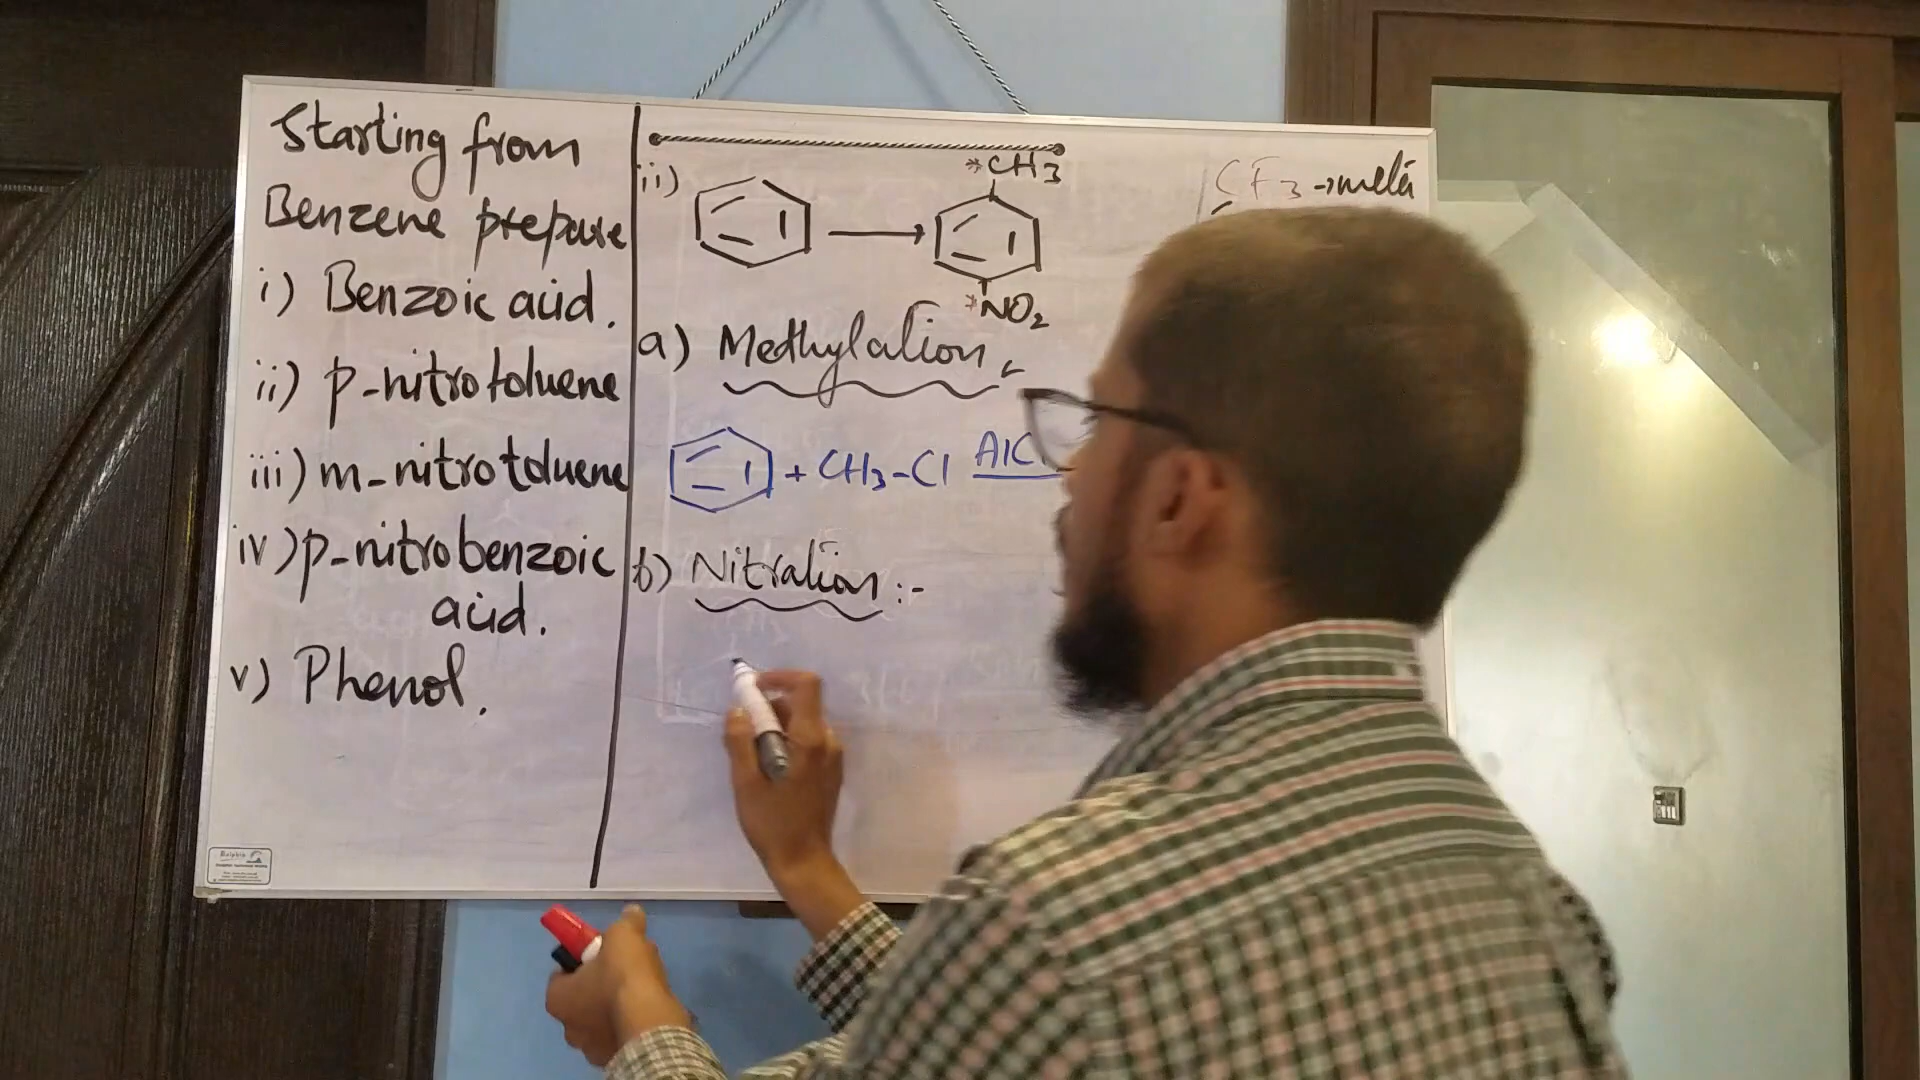 Starting from
Benzene prepare
i) Benzoic acid.
ii) p-nitrotoluene
iii) m-nitrotoluene
iv) p-nitrobenzoic
acid.
v) Phenol.
ii)
*CH3
*NO2
a) Methylation
+ CH3-Cl AlC
b) Nitration:-
CF3→meta